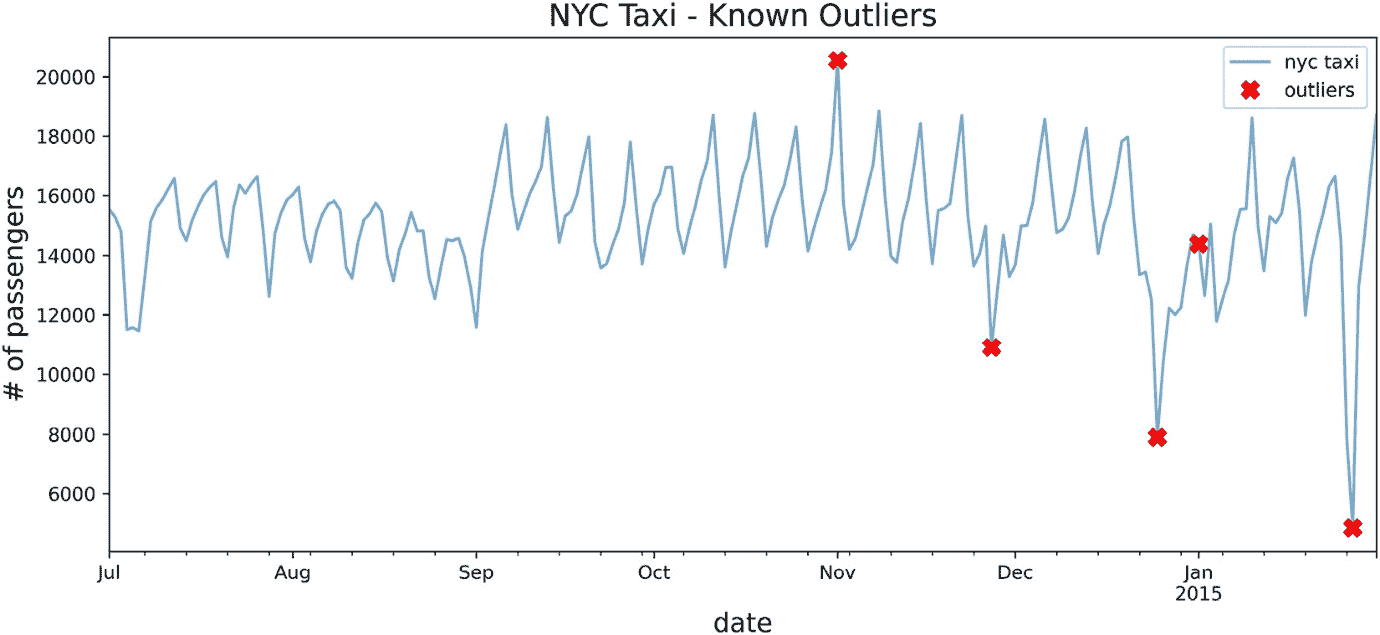 NYC Taxi - Known Outliers
nyc taxi
outliers
# of passengers
20000
18000
16000
14000
12000
10000
8000
6000
Jul
Aug
Sep
Oct
Nov
Dec
Jan
2015
date